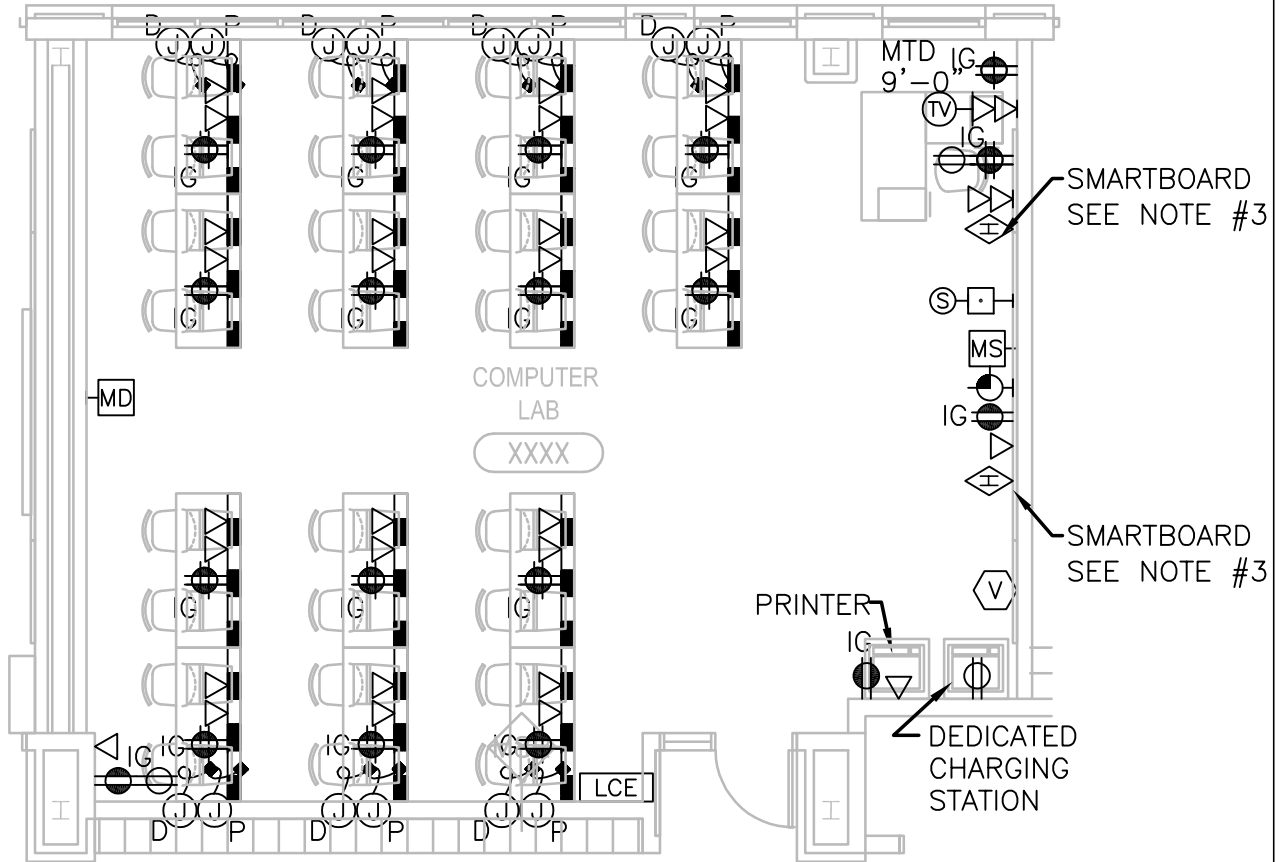 D P D P D P D P
J J J J J J J J
MTD IG
9'-0"
TV
IG
IG IG IG IG
SMARTBOARD
SEE NOTE #3
H
S
IG IG IG IG
MS
COMPUTER
LAB
XXXX
MD
IG
H
SMARTBOARD
SEE NOTE #3
V
IG IG IG
PRINTER
IG
DEDICATED
CHARGING
STATION
IG
IG IG IG
LCE
J J J J J J
D P D P D P